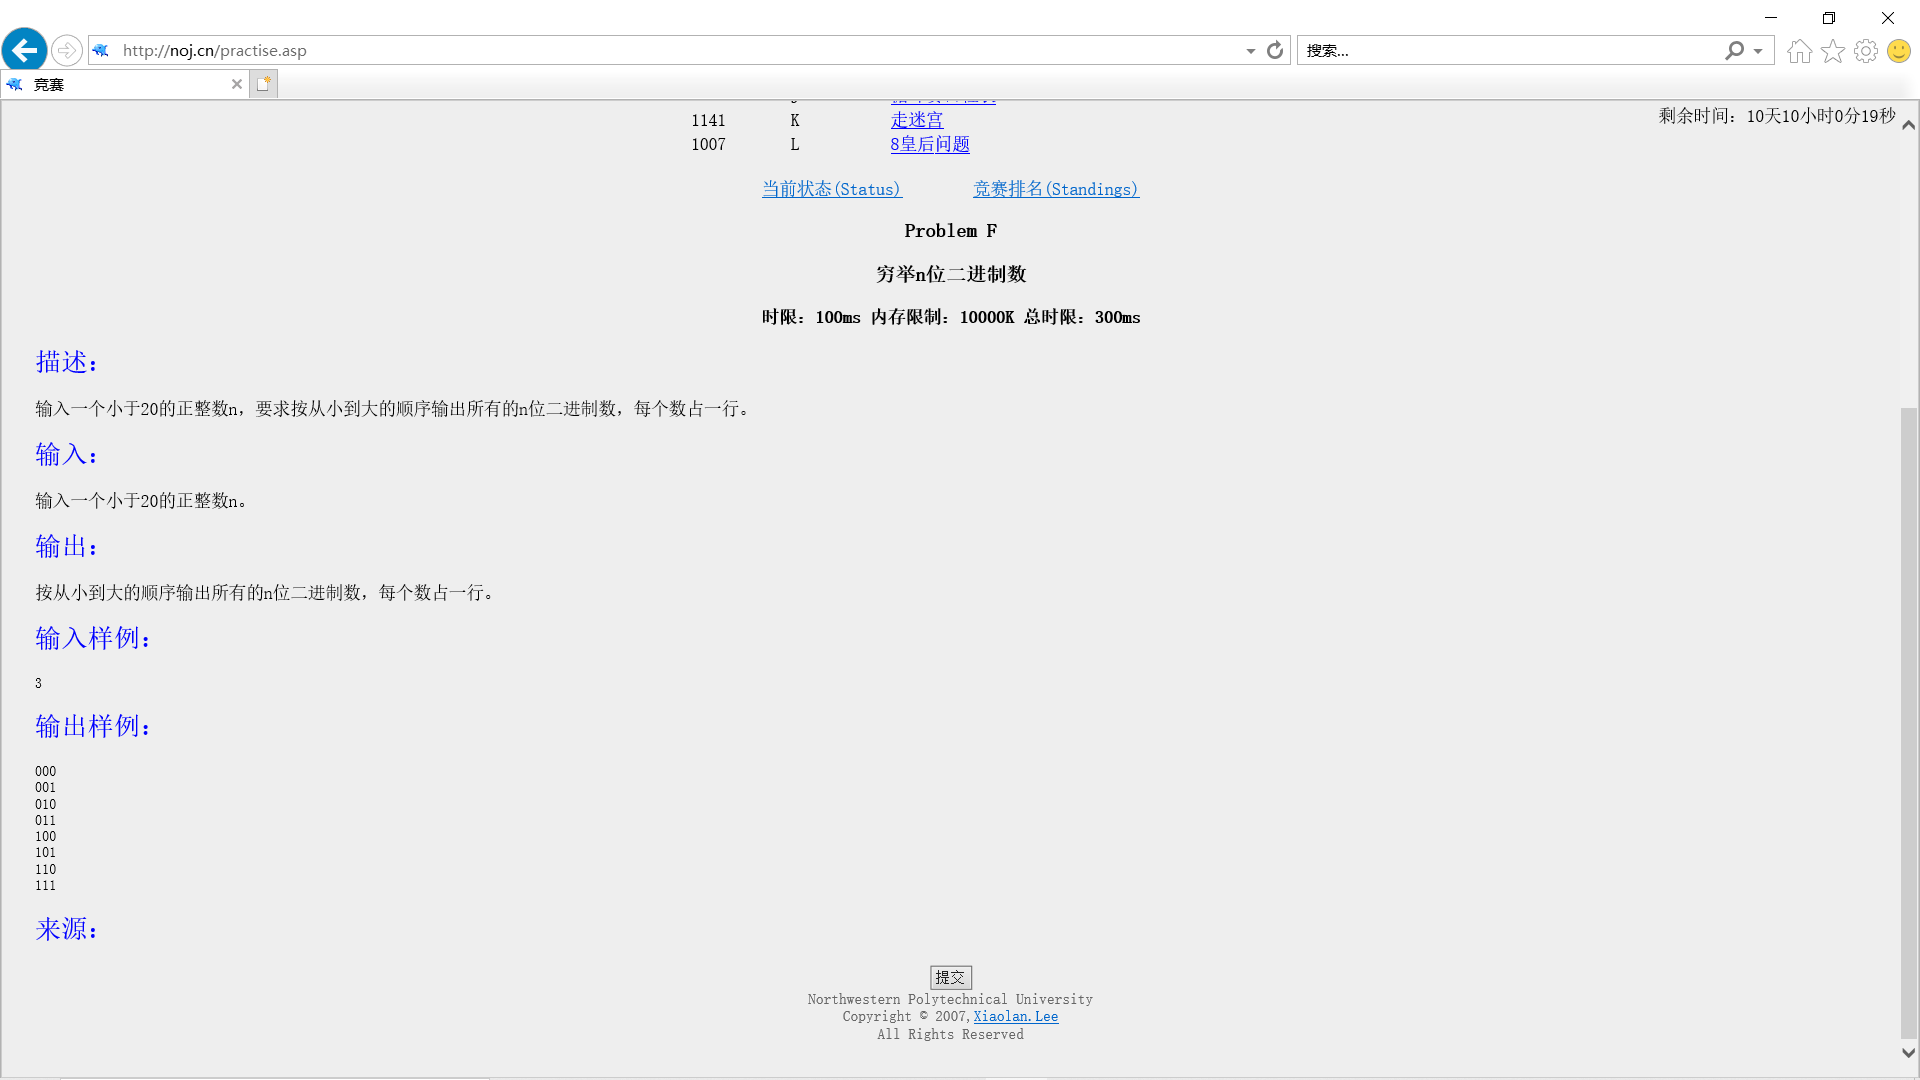 http://noj.cn/practise.asp
搜索...
竞赛
剩余时间：10天10小时0分19秒
1141 K 走迷宫
1007 L 8皇后问题
当前状态(Status) 竞赛排名(Standings)
Problem F
穷举n位二进制数
时限：100ms 内存限制：10000K 总时限：300ms
描述：
输入一个小于20的正整数n，要求按从小到大的顺序输出所有的n位二进制数，每个数占一行。
输入：
输入一个小于20的正整数n。
输出：
按从小到大的顺序输出所有的n位二进制数，每个数占一行。
输入样例：
3
输出样例：
000
001
010
011
100
101
110
111
来源：
提交
Northwestern Polytechnical University
Copyright © 2007,Xiaolan.Lee
All Rights Reserved